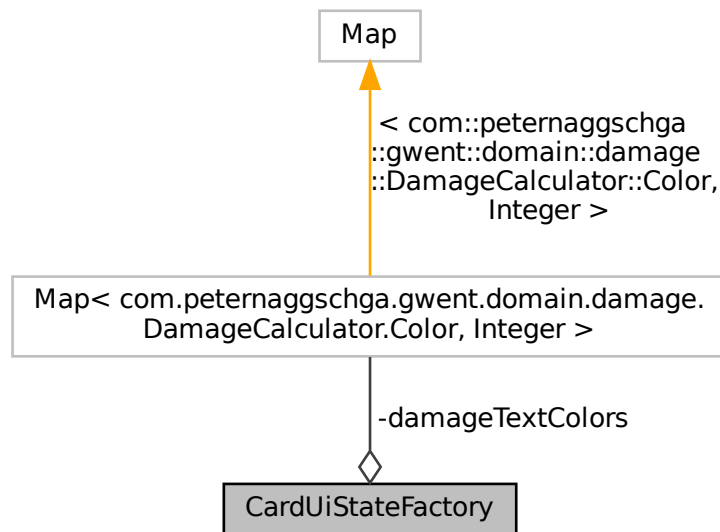 Map
< com::peternaggschga
::gwent::domain::damage
::DamageCalculator::Color,
Integer >
Map< com.peternaggschga.gwent.domain.damage.
DamageCalculator.Color, Integer >
-damageTextColors
CardUiStateFactory